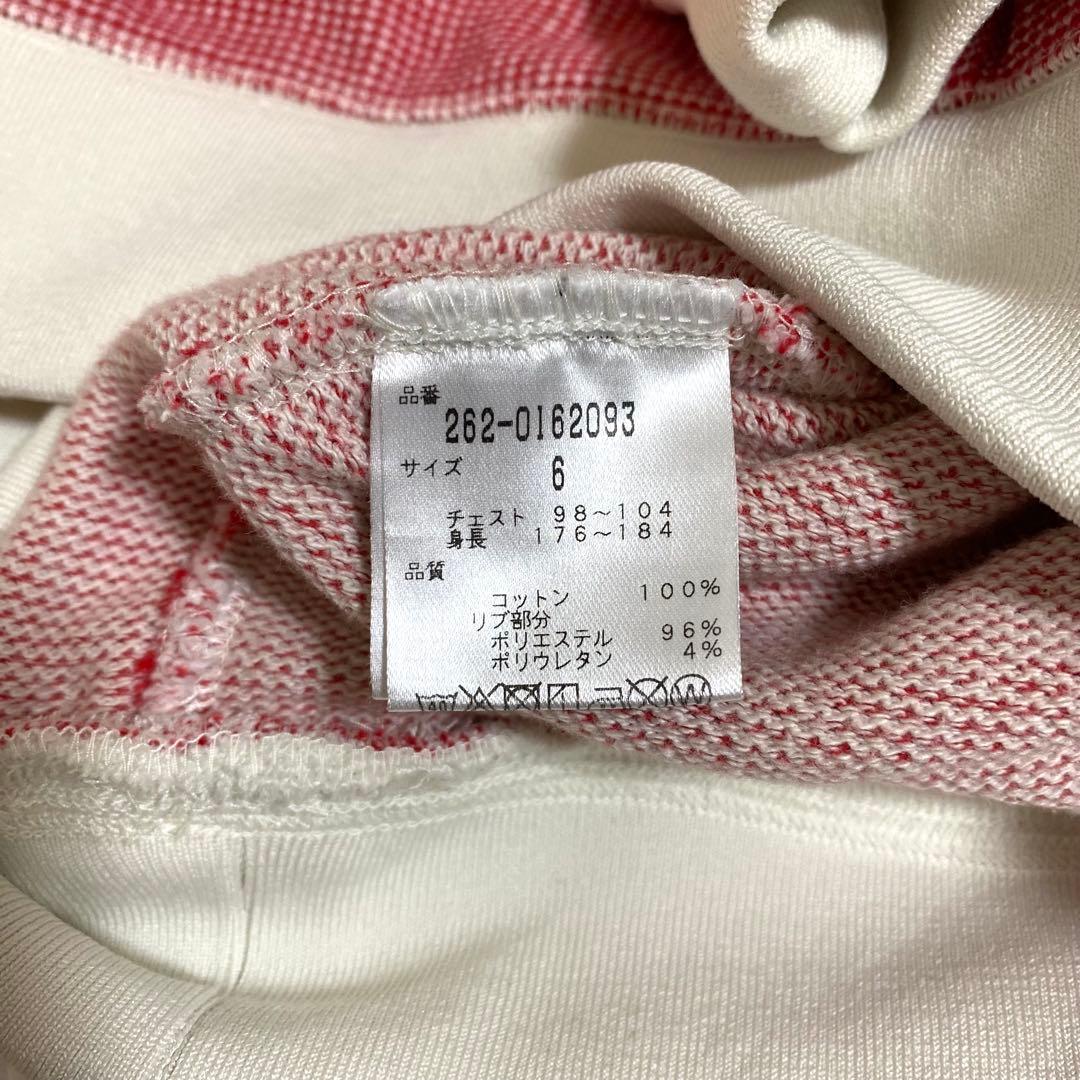 品番
262-0162093
サイズ 6
チェスト 98～104
身長 176～184
品質
コットン 100%
リブ部分
ポリエステル 96%
ポリウレタン 4%